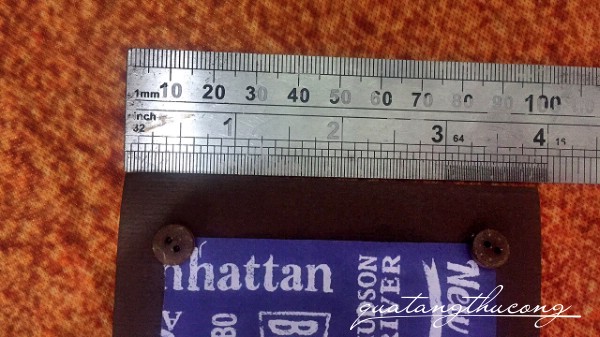 1mm 10 20 30 40 50 60 70 80 90 100
inch 1 2 3 64 4
32
nhattan
HUDSON
RIVER
New
quatangthucong